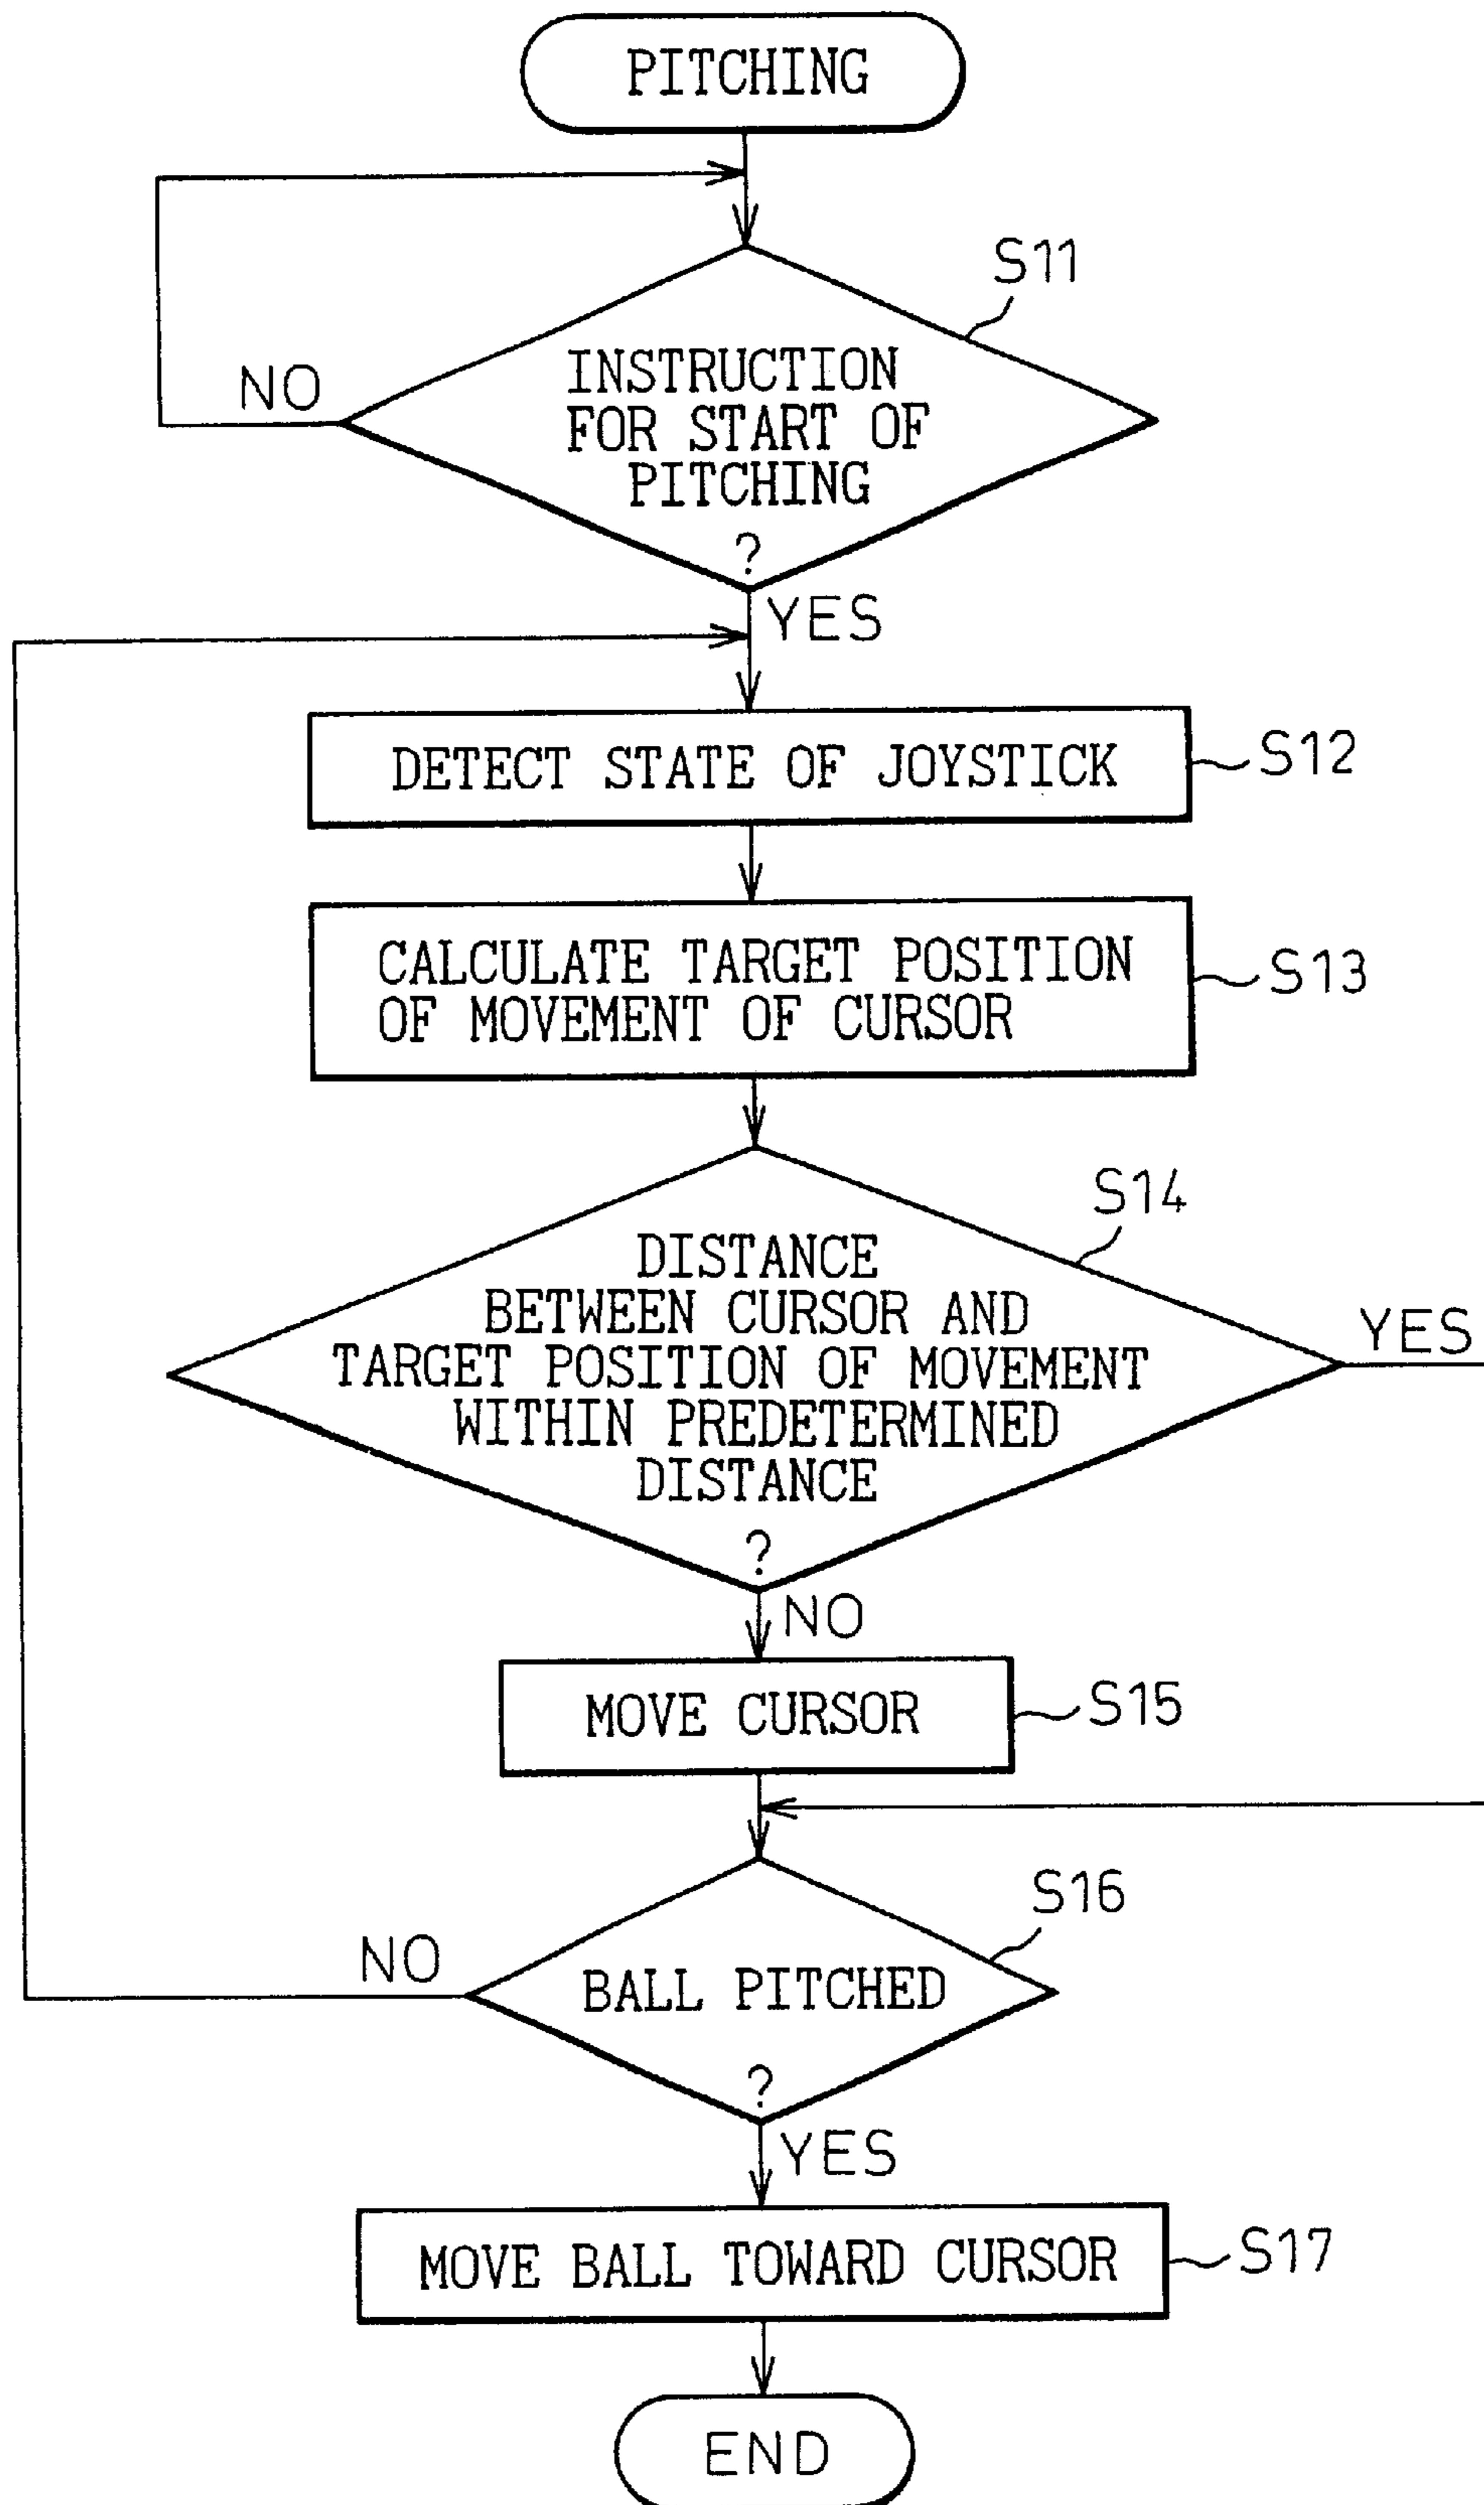 PITCHING
S11
NO
INSTRUCTION
FOR START OF
PITCHING
?
YES
DETECT STATE OF JOYSTICK
S12
CALCULATE TARGET POSITION
OF MOVEMENT OF CURSOR
S13
S14
DISTANCE
BETWEEN CURSOR AND
TARGET POSITION OF MOVEMENT
WITHIN PREDETERMINED
DISTANCE
?
YES
NO
MOVE CURSOR
S15
S16
NO
BALL PITCHED
?
YES
MOVE BALL TOWARD CURSOR
S17
END